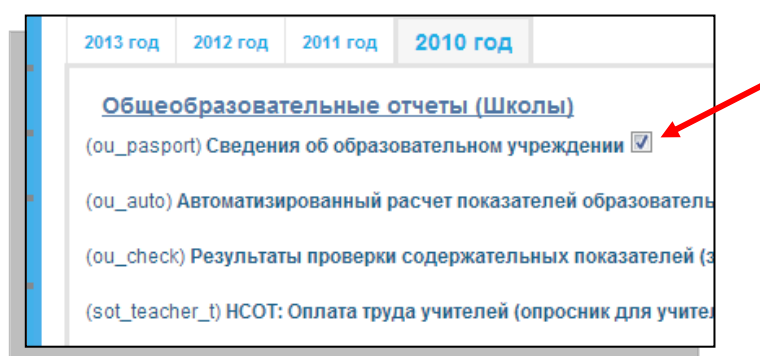 2013 год 2012 год 2011 год 2010 год
Общеобразовательные отчеты (Школы)
(ou_pasport) Сведения об образовательном учреждении
(ou_auto) Автоматизированный расчет показателей образователь
(ou_check) Результаты проверки содержательных показателей (з
(sot_teacher_t) НСОТ: Оплата труда учителей (опросник для учител